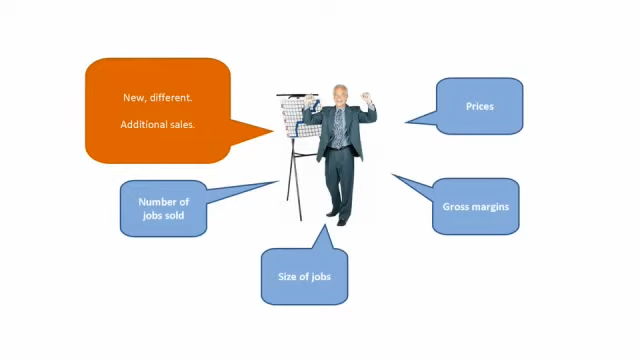 New, different.
Additional sales.
Prices
Number of
jobs sold
Gross margins
Size of jobs